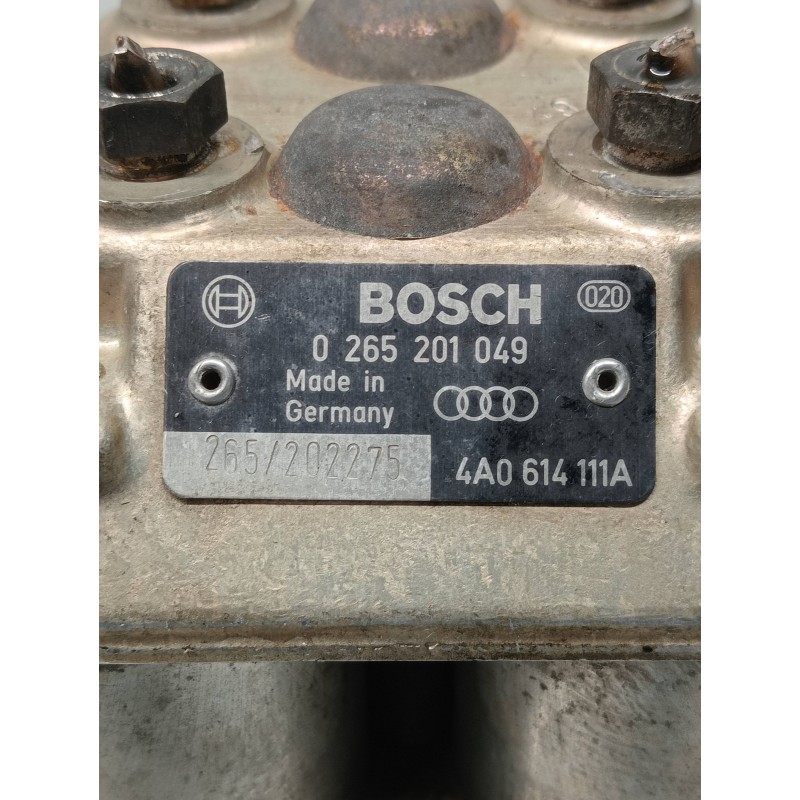 BOSCH
020
0 265 201 049
Made in
Germany
265/202275
4A0 614 111A